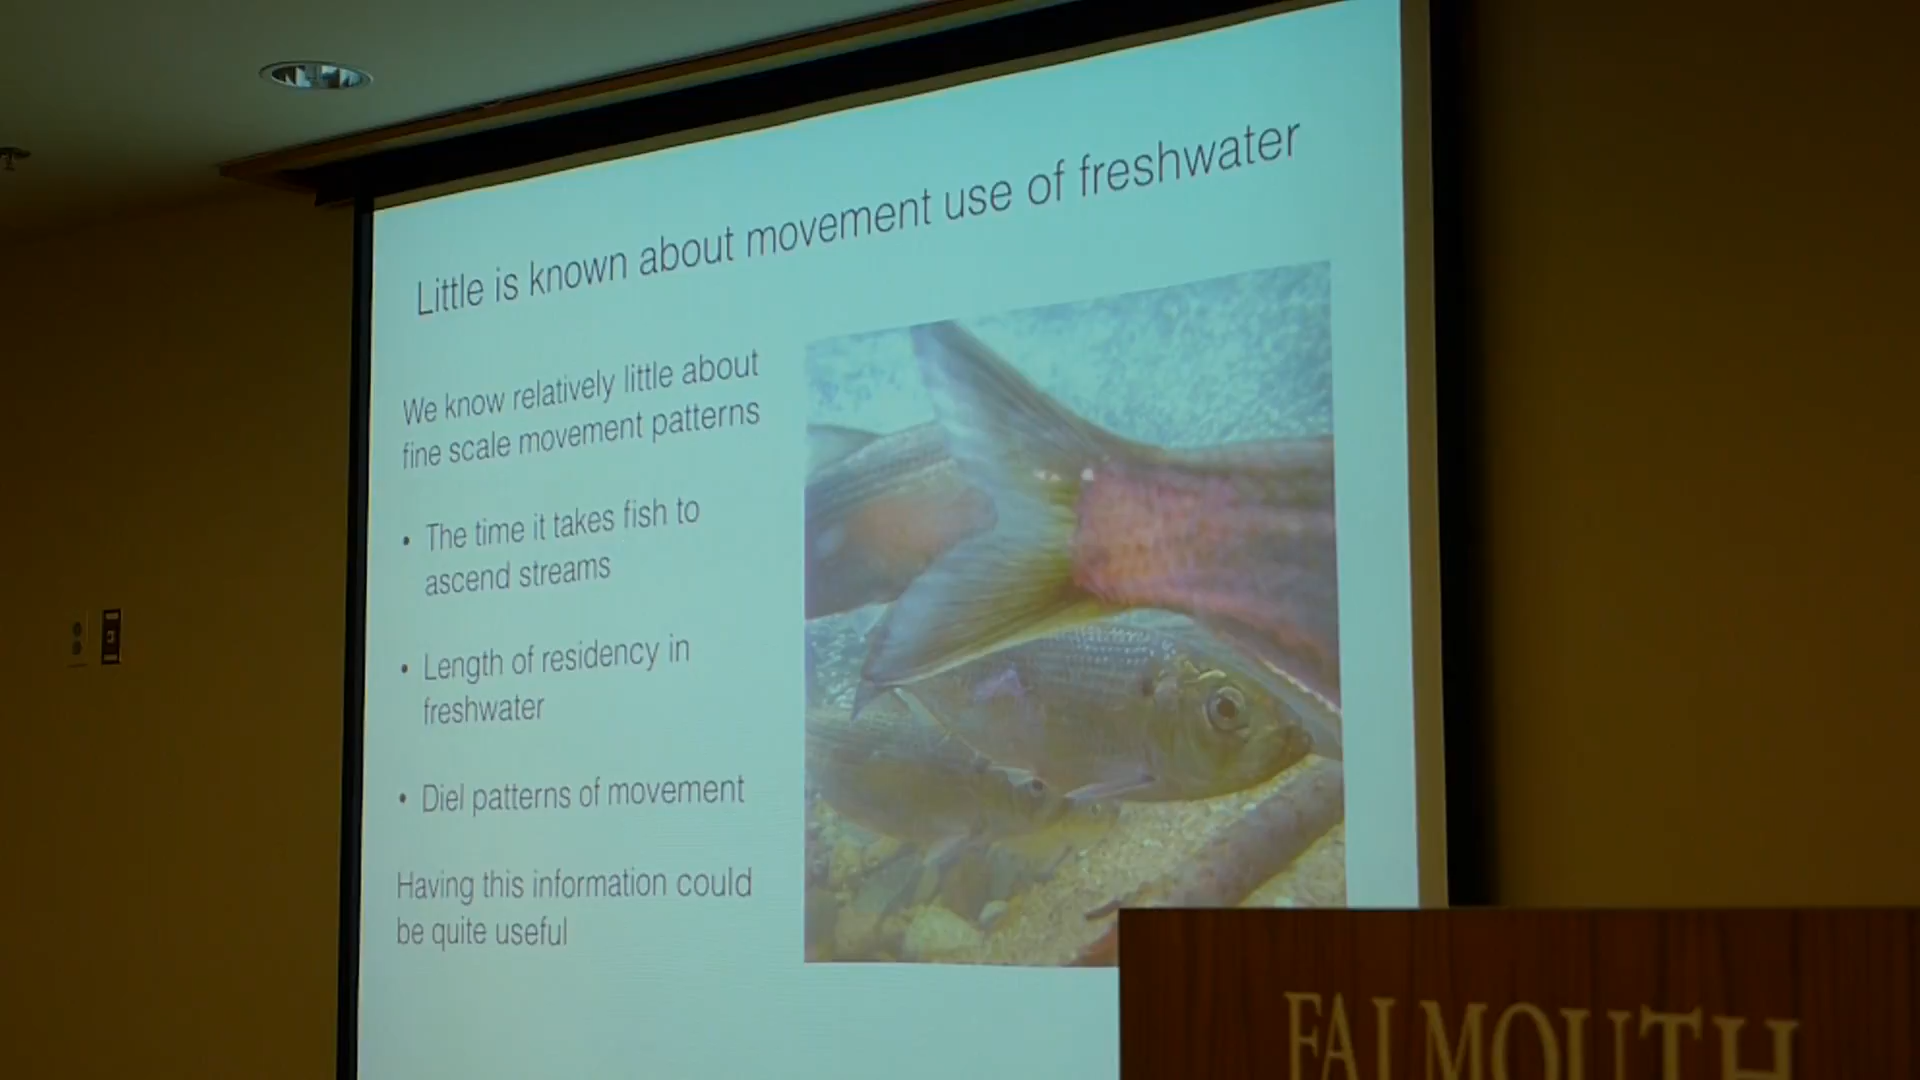 Little is known about movement use of freshwater
We know relatively little about
fine scale movement patterns
• The time it takes fish to
ascend streams
• Length of residency in
freshwater
• Diel patterns of movement
Having this information could
be quite useful
FALMOUTH